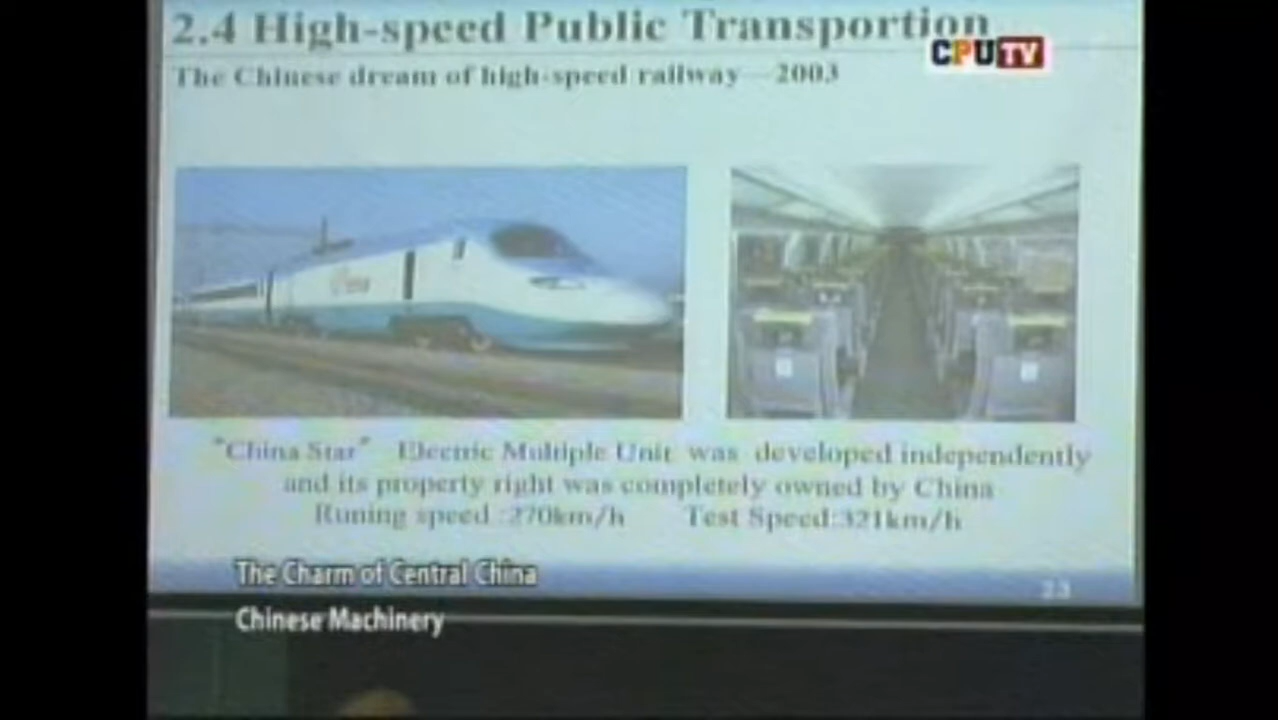 2.4 High-speed Public Transportion
CPUTV
The Chinese dream of high-speed railway—2003
"China Star" Electric Multiple Unit was developed independently
and its property right was completely owned by China
Runing speed :270km/h Test Speed:321km/h
The Charm of Central China
23
Chinese Machinery